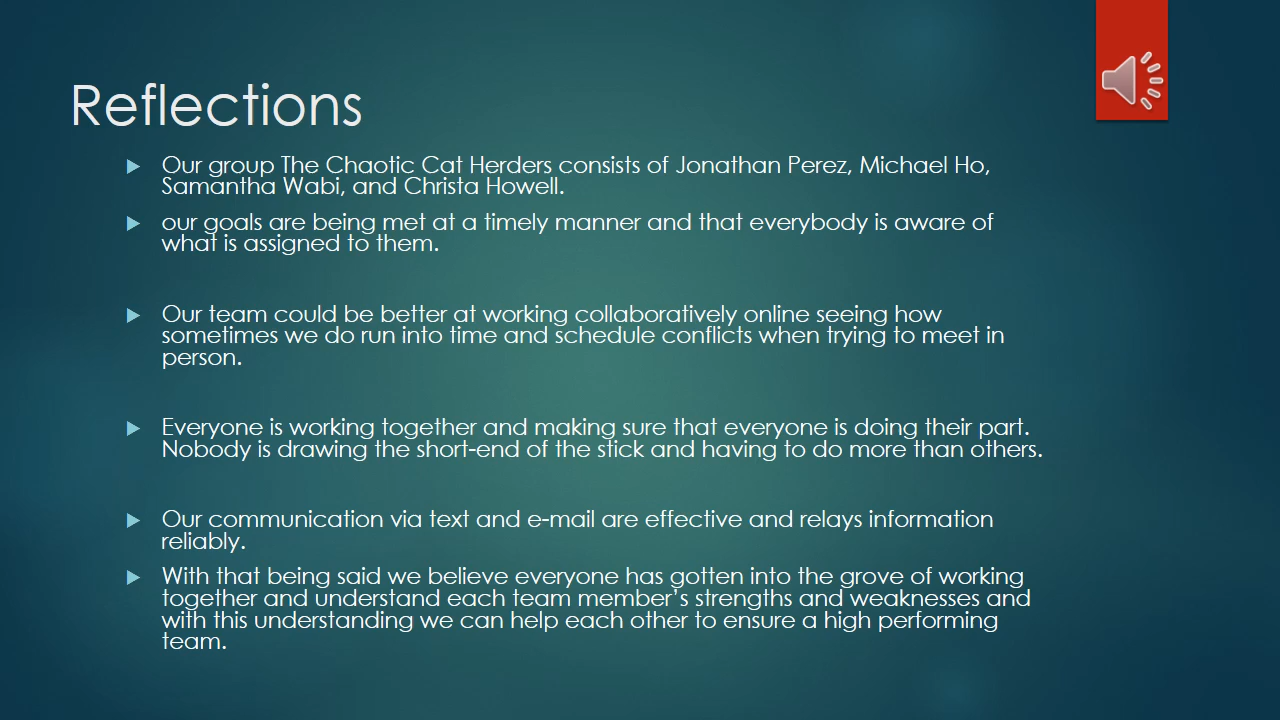 Reflections
Our group The Chaotic Cat Herders consists of Jonathan Perez, Michael Ho,
Samantha Wabi, and Christa Howell.
our goals are being met at a timely manner and that everybody is aware of
what is assigned to them.
Our team could be better at working collaboratively online seeing how
sometimes we do run into time and schedule conflicts when trying to meet in
person.
Everyone is working together and making sure that everyone is doing their part.
Nobody is drawing the short-end of the stick and having to do more than others.
Our communication via text and e-mail are effective and relays information
reliably.
With that being said we believe everyone has gotten into the grove of working
together and understand each team member’s strengths and weaknesses and
with this understanding we can help each other to ensure a high performing
team.